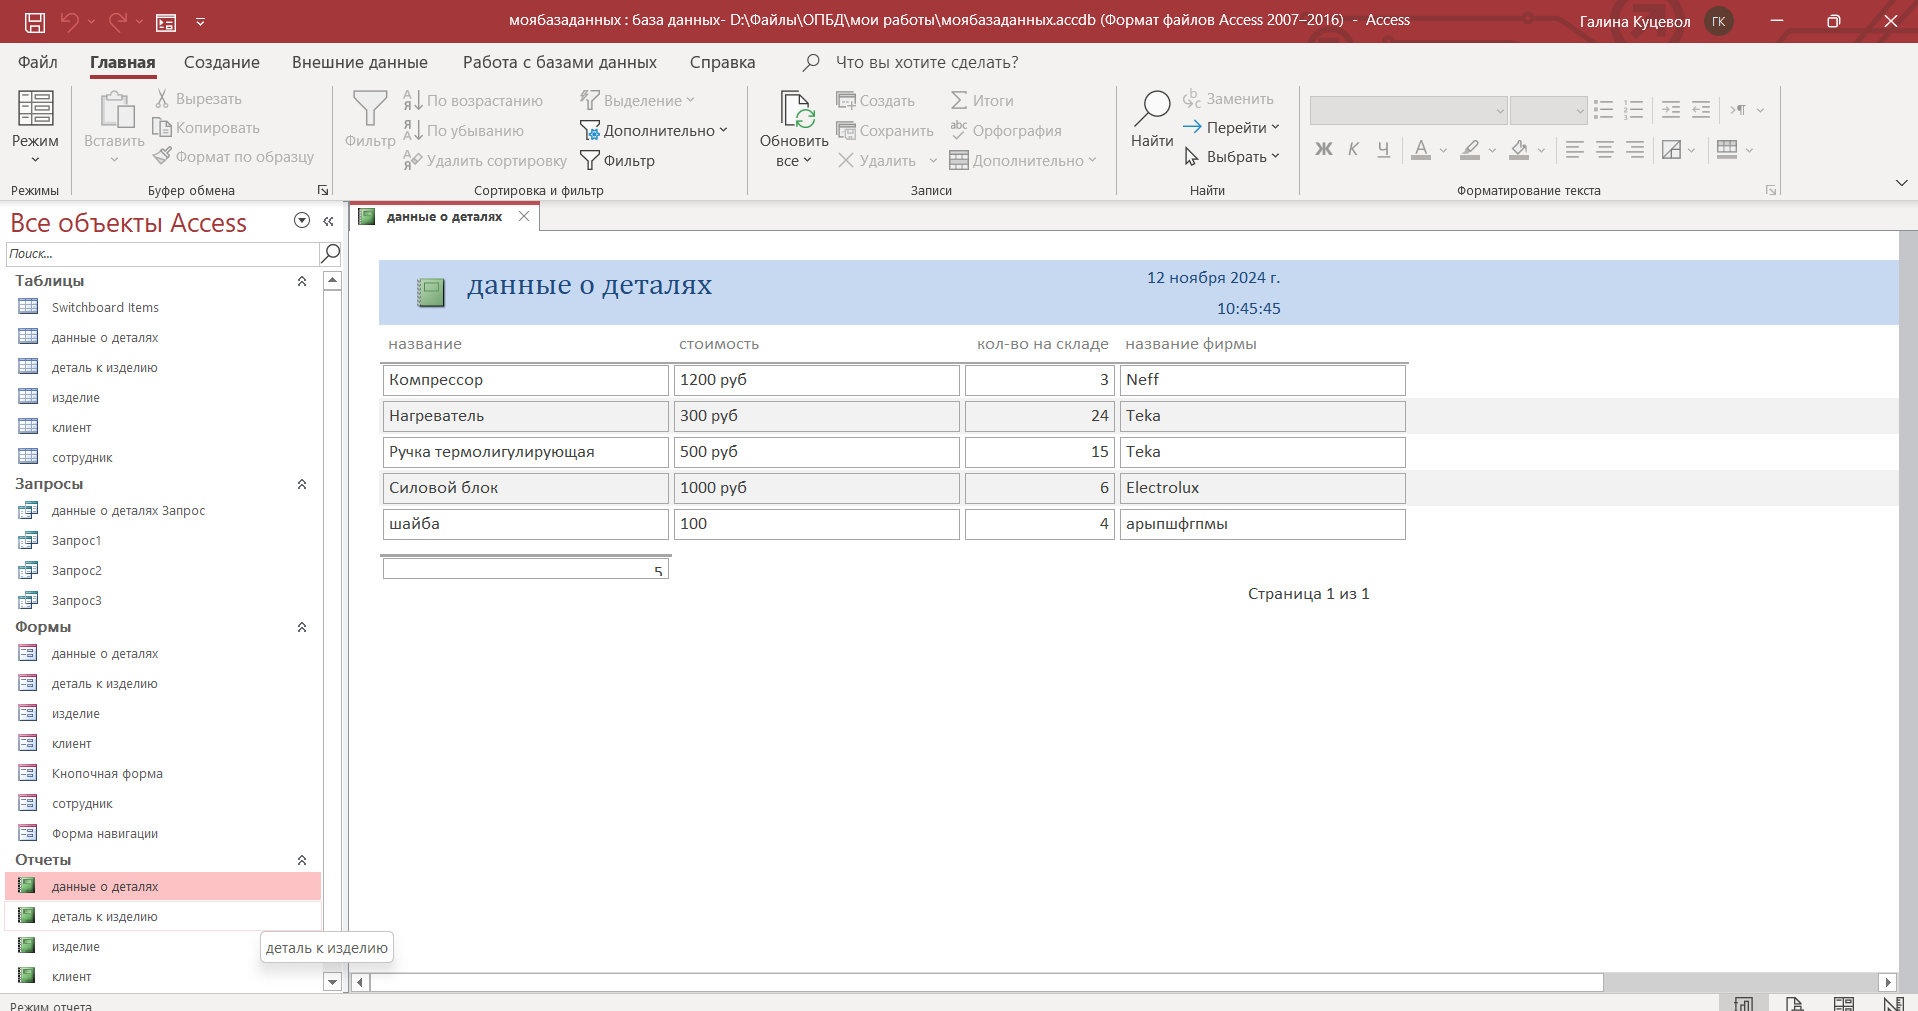 моябазаданных : база данных- D:\Файлы\ОПБД\мои работы\моябазаданных.accdb (Формат файлов Access 2007–2016) - Access
Галина Куцевол
ГК
Файл
Главная
Создание
Внешние данные
Работа с базами данных
Справка
Что вы хотите сделать?
Режим
Режимы
Вставить
Вырезать
Копировать
Формат по образцу
Буфер обмена
Фильтр
По возрастанию
По убыванию
Удалить сортировку
Выделение
Дополнительно
Фильтр
Сортировка и фильтр
Обновить
все
Создать
Сохранить
Удалить
Итоги
Орфография
Дополнительно
Записи
Найти
Заменить
Перейти
Выбрать
Найти
Ж К Ч А
Форматирование текста
Все объекты Access
Поиск...
Таблицы
Switchboard Items
данные о деталях
деталь к изделию
изделие
клиент
сотрудник
Запросы
данные о деталях Запрос
Запрос1
Запрос2
Запрос3
Формы
данные о деталях
деталь к изделию
изделие
клиент
Кнопочная форма
сотрудник
Форма навигации
Отчеты
данные о деталях
деталь к изделию
изделие
клиент
деталь к изделию
данные о деталях
данные о деталях
12 ноября 2024 г.
10:45:45
название стоимость кол-во на складе название фирмы
Компрессор 1200 руб 3 Neff
Нагреватель 300 руб 24 Teka
Ручка термолигулирующая 500 руб 15 Teka
Силовой блок 1000 руб 6 Electrolux
шайба 100 4 арыпшфгпмы
5
Страница 1 из 1
Режим отчета